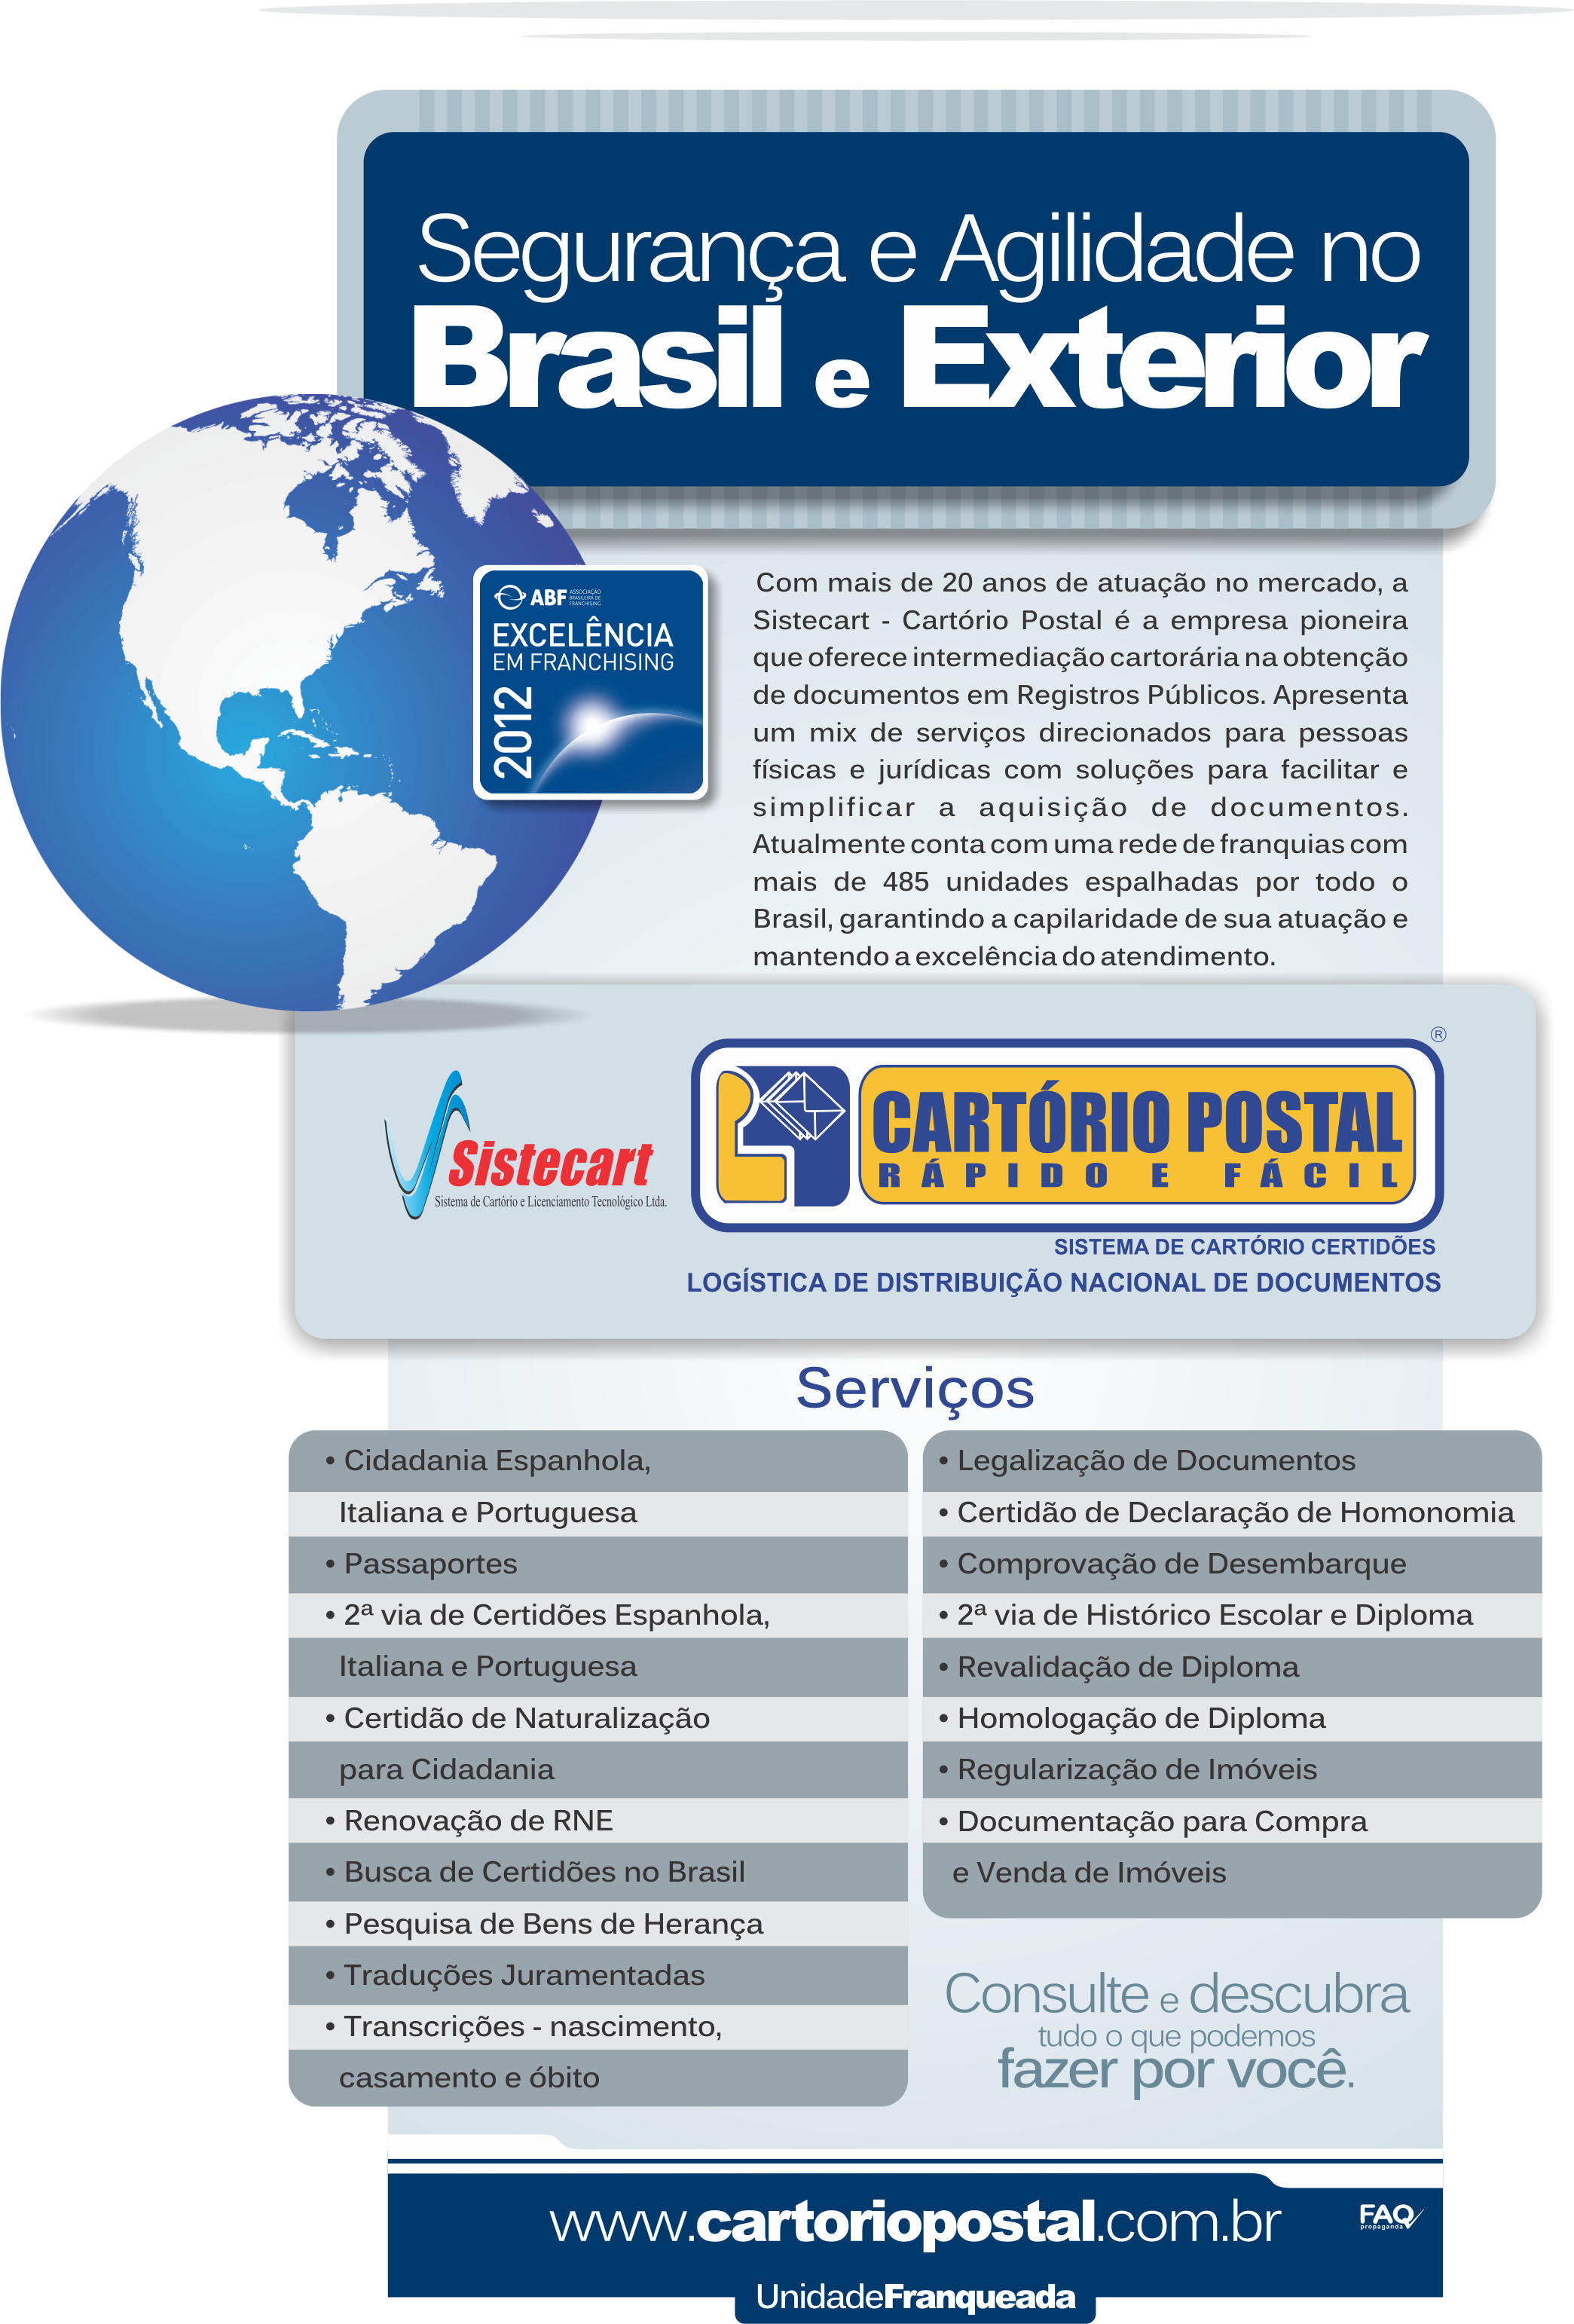 Segurança e Agilidade no
Brasil e Exterior
ABF ASSOCIAÇÃO
BRASILEIRA DE
FRANCHISING
EXCELÊNCIA
EM FRANCHISING
2012
Com mais de 20 anos de atuação no mercado, a
Sistecart - Cartório Postal é a empresa pioneira
que oferece intermediação cartorária na obtenção
de documentos em Registros Públicos. Apresenta
um mix de serviços direcionados para pessoas
físicas e jurídicas com soluções para facilitar e
simplificar a aquisição de documentos.
Atualmente conta com uma rede de franquias com
mais de 485 unidades espalhadas por todo o
Brasil, garantindo a capilaridade de sua atuação e
mantendo a excelência do atendimento.
Sistecart
Sistema de Cartório e Licenciamento Tecnológico Ltda.
®
CARTÓRIO POSTAL
RÁPIDO E FÁCIL
SISTEMA DE CARTÓRIO CERTIDÕES
LOGÍSTICA DE DISTRIBUIÇÃO NACIONAL DE DOCUMENTOS
Serviços
• Cidadania Espanhola,
Italiana e Portuguesa
• Passaportes
• 2ª via de Certidões Espanhola,
Italiana e Portuguesa
• Certidão de Naturalização
para Cidadania
• Renovação de RNE
• Busca de Certidões no Brasil
• Pesquisa de Bens de Herança
• Traduções Juramentadas
• Transcrições - nascimento,
casamento e óbito
• Legalização de Documentos
• Certidão de Declaração de Homonomia
• Comprovação de Desembarque
• 2ª via de Histórico Escolar e Diploma
• Revalidação de Diploma
• Homologação de Diploma
• Regularização de Imóveis
• Documentação para Compra
e Venda de Imóveis
Consulte e descubra
tudo o que podemos
fazer por você.
www.cartoriopostal.com.br
FAQ
propaganda
UnidadeFranqueada